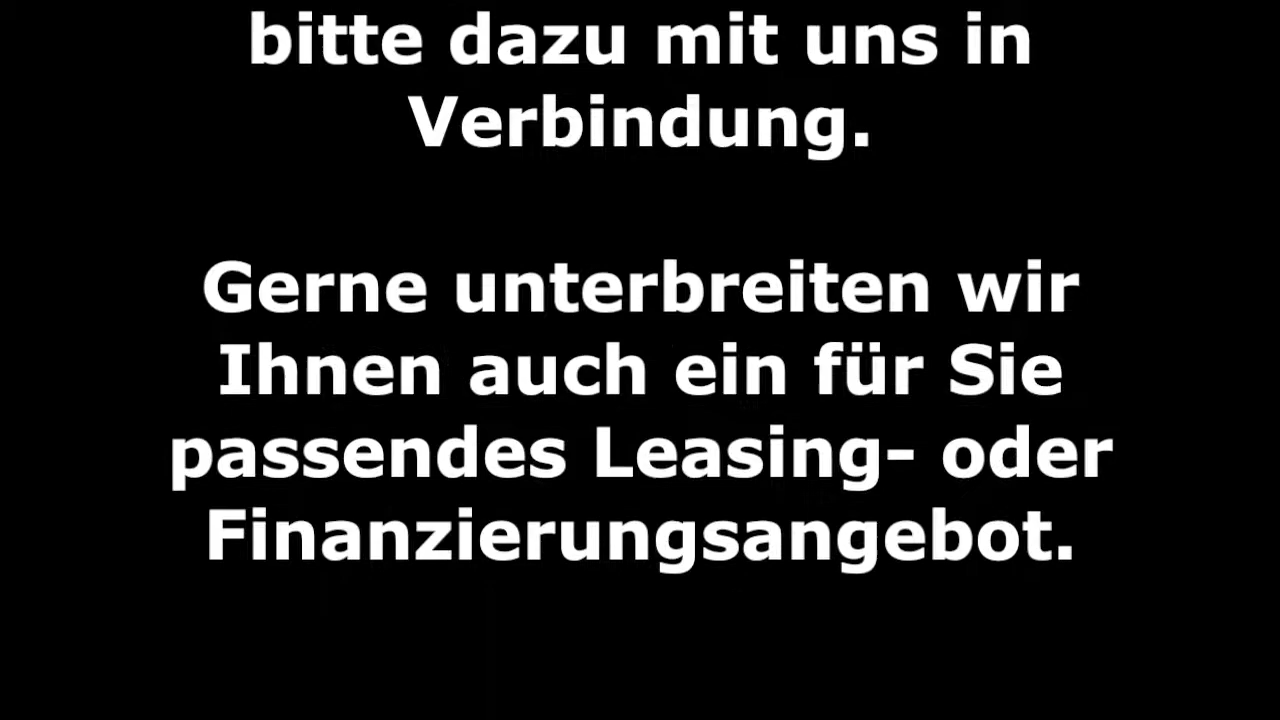 bitte dazu mit uns in
Verbindung.
Gerne unterbreiten wir
Ihnen auch ein für Sie
passendes Leasing- oder
Finanzierungsangebot.